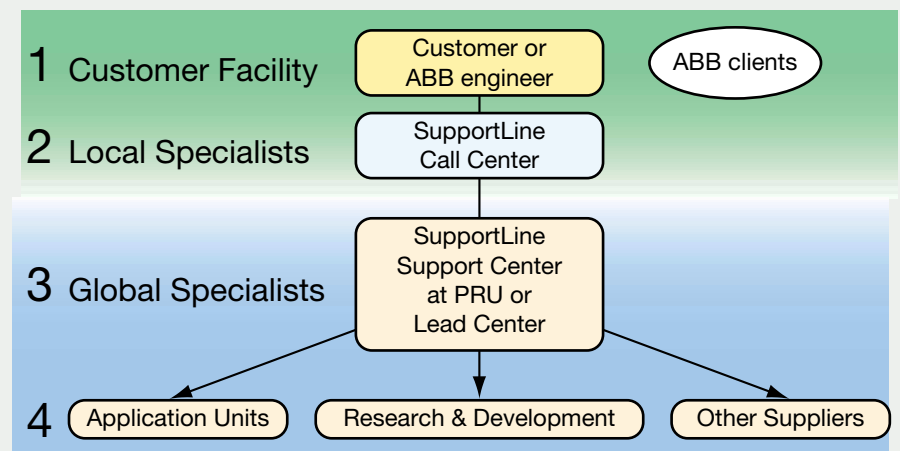 1 Customer Facility
Customer or
ABB engineer
ABB clients
2 Local Specialists
SupportLine
Call Center
3 Global Specialists
SupportLine
Support Center
at PRU or
Lead Center
4
Application Units
Research & Development
Other Suppliers